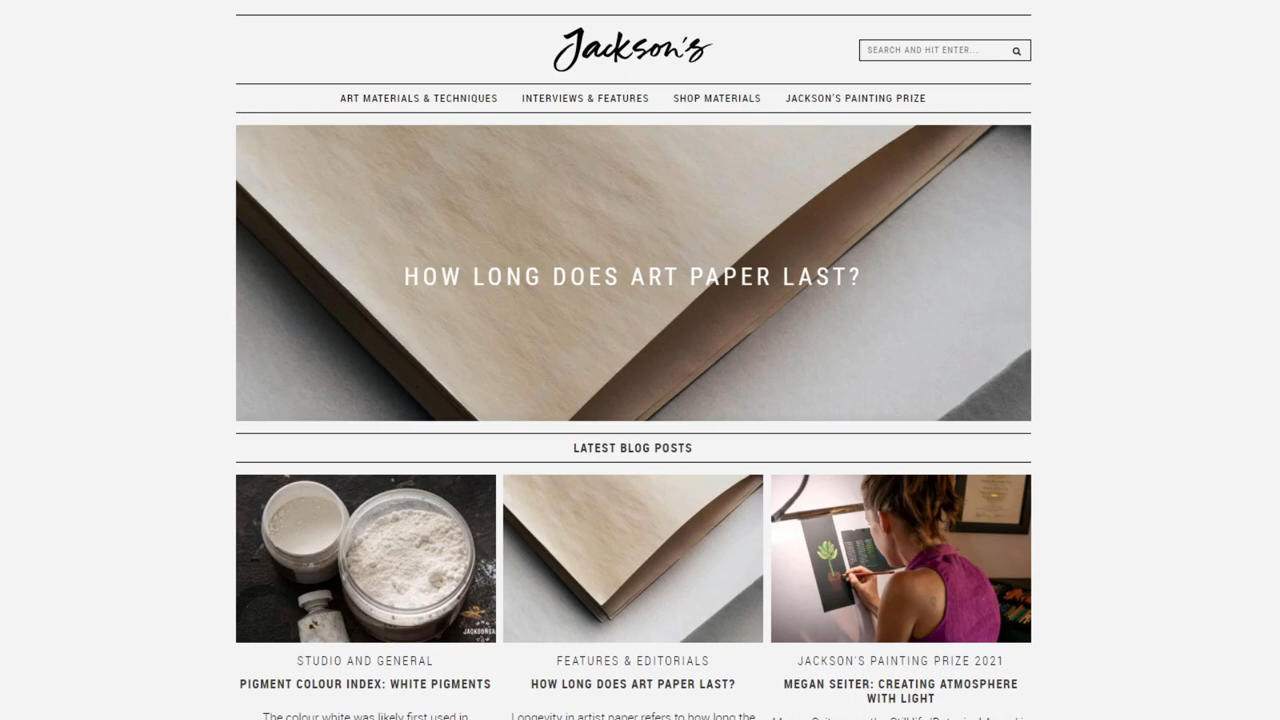 Jackson's
SEARCH AND HIT ENTER...
ART MATERIALS & TECHNIQUES INTERVIEWS & FEATURES SHOP MATERIALS JACKSON'S PAINTING PRIZE
HOW LONG DOES ART PAPER LAST?
LATEST BLOG POSTS
STUDIO AND GENERAL
PIGMENT COLOUR INDEX: WHITE PIGMENTS
The colour white was likely first used in
FEATURES & EDITORIALS
HOW LONG DOES ART PAPER LAST?
Longevity in artist paper refers to how long the
JACKSON'S PAINTING PRIZE 2021
MEGAN SEITER: CREATING ATMOSPHERE
WITH LIGHT